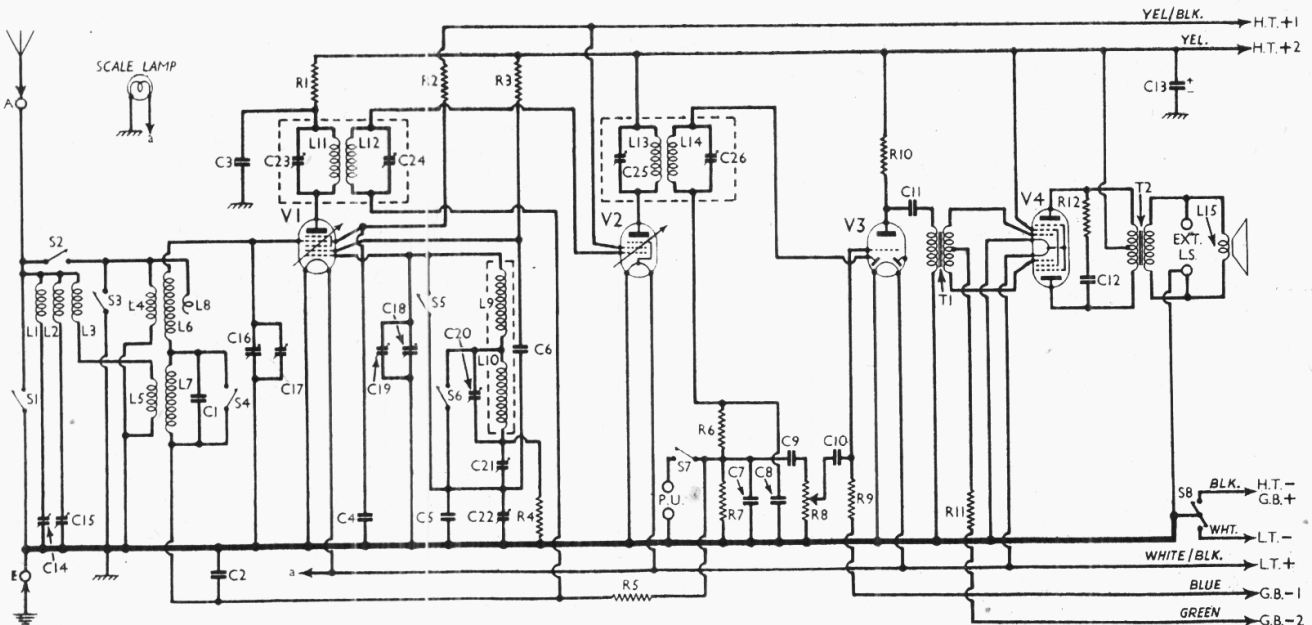 YEL/BLK.
H.T.+1
YEL.
H.T.+2
SCALE LAMP
A
a
R1
R2
R3
C13
+
-
C3
C23
L11
L12
C24
C25
L13
L14
C26
R10
C11
V1
V2
V3
V4
R12
T2
L15
EXT.
L.S.
T1
C12
S2
S3
L4
L8
L6
L1
L2
L3
C16
C17
C18
C19
S5
L9
C20
L10
C6
S6
S1
L5
L7
C1
S4
C21
R6
C9
C10
S7
P.U.
C7
C8
R7
R8
R9
R11
S8
BLK.
H.T.-
G.B.+
WHT.
L.T.-
C15
C14
C4
C5
C22
R4
E
C2
a
WHITE/BLK.
L.T.+
R5
BLUE
G.B.-1
GREEN
G.B.-2